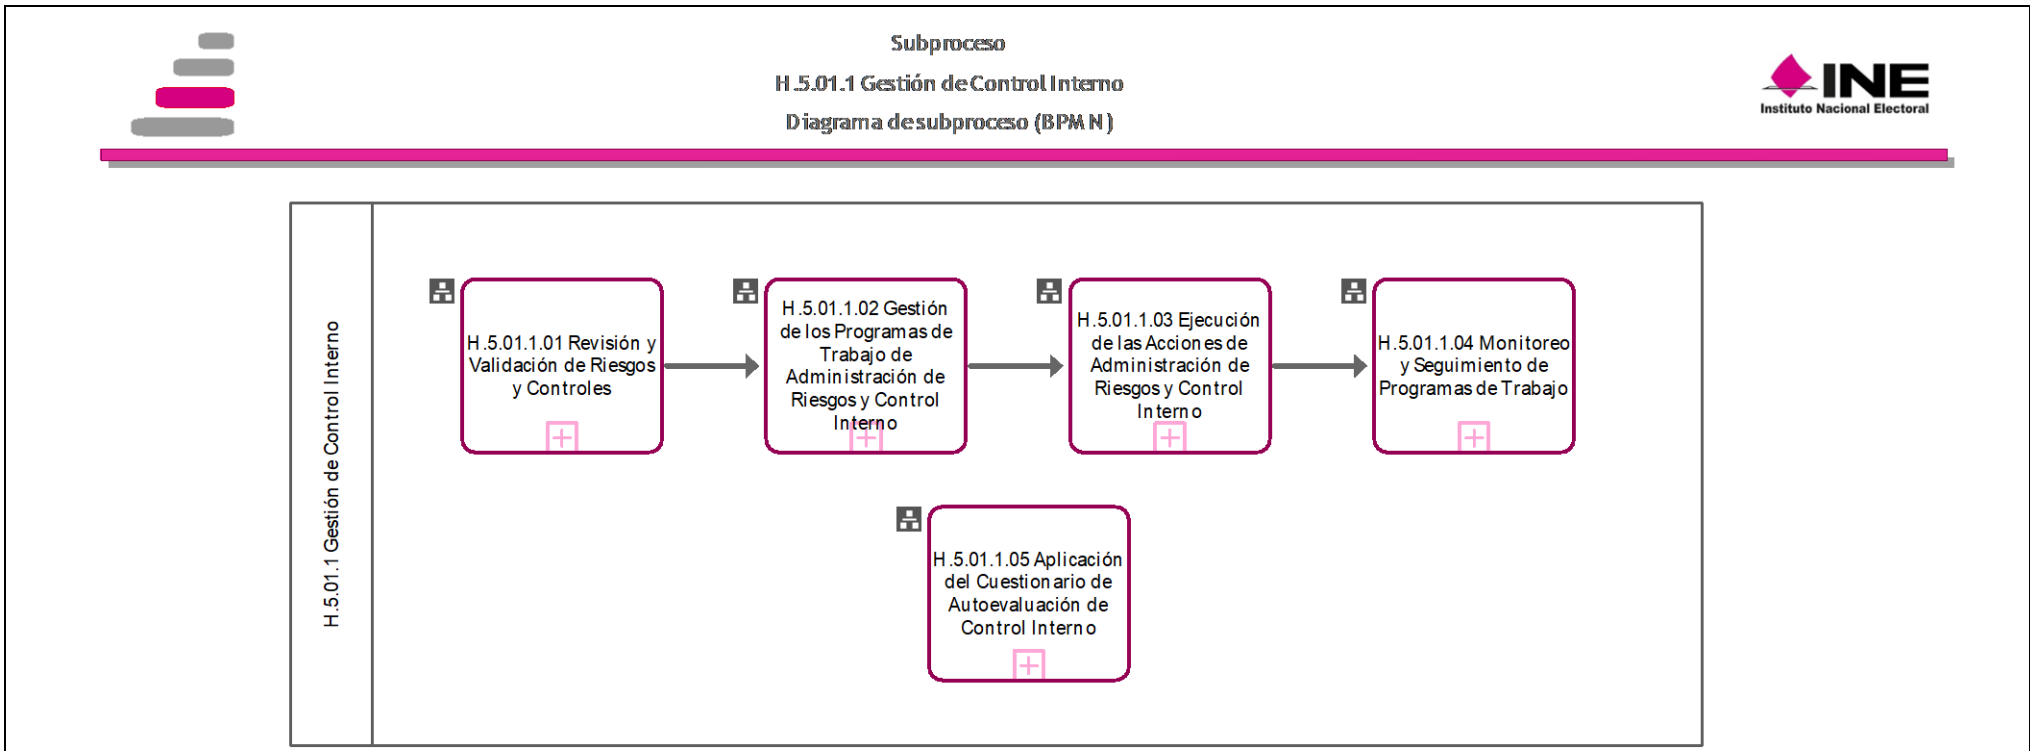 Subproceso
H.5.01.1 Gestión de Control Interno
Diagrama de subproceso (BPMN)
INE
Instituto Nacional Electoral
H.5.01.1 Gestión de Control Interno
H.5.01.1.01 Revisión y
Validación de Riesgos
y Controles
H.5.01.1.02 Gestión
de los Programas de
Trabajo de
Administración de
Riesgos y Control
Interno
H.5.01.1.03 Ejecución
de las Acciones de
Administración de
Riesgos y Control
Interno
H.5.01.1.04 Monitoreo
y Seguimiento de
Programas de Trabajo
H.5.01.1.05 Aplicación
del Cuestionario de
Autoevaluación de
Control Interno